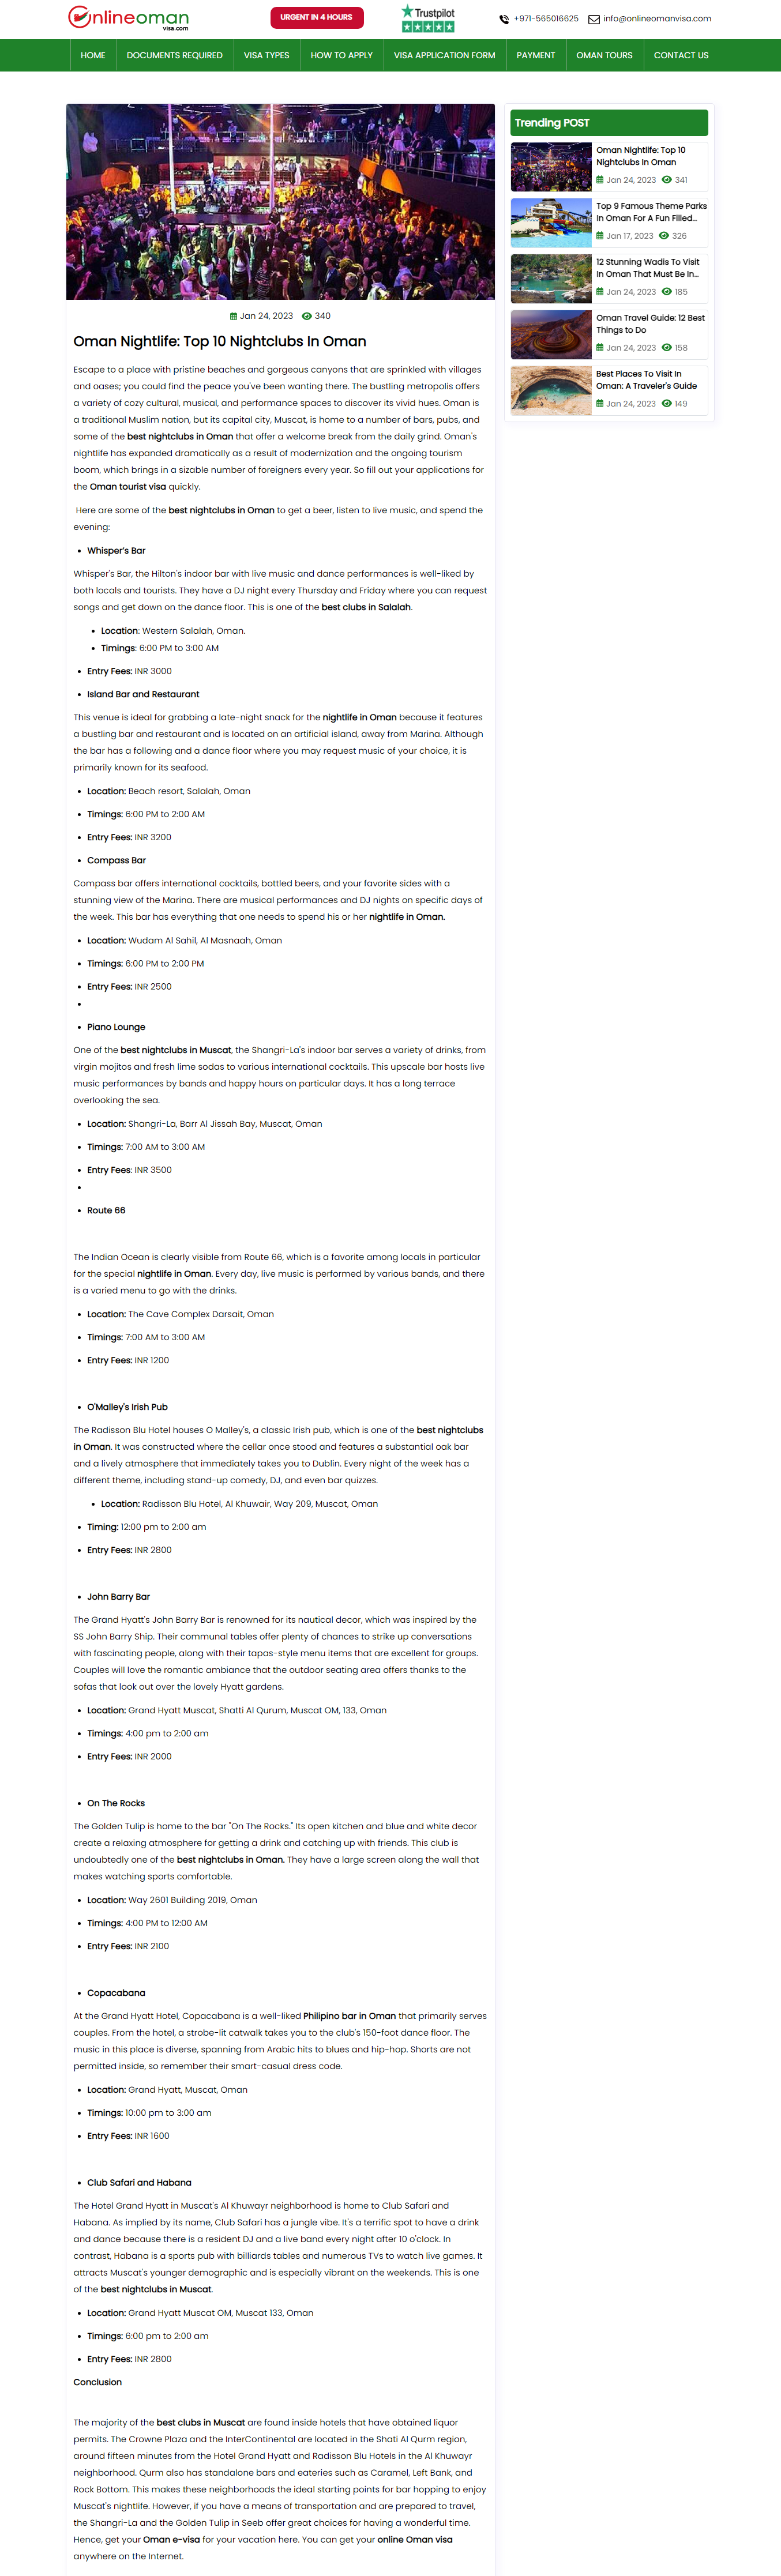 Onlineoman
visa.com
URGENT IN 4 HOURS
Trustpilot
+971-565016625
info@onlineomanvisa.com
HOME
DOCUMENTS REQUIRED
VISA TYPES
HOW TO APPLY
VISA APPLICATION FORM
PAYMENT
OMAN TOURS
CONTACT US
Jan 24, 2023 340
Oman Nightlife: Top 10 Nightclubs In Oman
Escape to a place with pristine beaches and gorgeous canyons that are sprinkled with villages
and oases; you could find the peace you've been wanting there. The bustling metropolis offers
a variety of cozy cultural, musical, and performance spaces to discover its vivid hues. Oman is
a traditional Muslim nation, but its capital city, Muscat, is home to a number of bars, pubs, and
some of the best nightclubs in Oman that offer a welcome break from the daily grind. Oman's
nightlife has expanded dramatically as a result of modernization and the ongoing tourism
boom, which brings in a sizable number of foreigners every year. So fill out your applications for
the Oman tourist visa quickly.
Here are some of the best nightclubs in Oman to get a beer, listen to live music, and spend the
evening:
• Whisper's Bar
Whisper's Bar, the Hilton's indoor bar with live music and dance performances is well-liked by
both locals and tourists. They have a DJ night every Thursday and Friday where you can request
songs and get down on the dance floor. This is one of the best clubs in Salalah.
• Location: Western Salalah, Oman.
• Timings: 6:00 PM to 3:00 AM
• Entry Fees: INR 3000
• Island Bar and Restaurant
This venue is ideal for grabbing a late-night snack for the nightlife in Oman because it features
a bustling bar and restaurant and is located on an artificial island, away from Marina. Although
the bar has a following and a dance floor where you may request music of your choice, it is
primarily known for its seafood.
• Location: Beach resort, Salalah, Oman
• Timings: 6:00 PM to 2:00 AM
• Entry Fees: INR 3200
• Compass Bar
Compass bar offers international cocktails, bottled beers, and your favorite sides with a
stunning view of the Marina. There are musical performances and DJ nights on specific days of
the week. This bar has everything that one needs to spend his or her nightlife in Oman.
• Location: Wudam Al Sahil, Al Masnaah, Oman
• Timings: 6:00 PM to 2:00 PM
• Entry Fees: INR 2500
•
• Piano Lounge
One of the best nightclubs in Muscat, the Shangri-La's indoor bar serves a variety of drinks, from
virgin mojitos and fresh lime sodas to various international cocktails. This upscale bar hosts live
music performances by bands and happy hours on particular days. It has a long terrace
overlooking the sea.
• Location: Shangri-La, Barr Al Jissah Bay, Muscat, Oman
• Timings: 7:00 AM to 3:00 AM
• Entry Fees: INR 3500
•
• Route 66
The Indian Ocean is clearly visible from Route 66, which is a favorite among locals in particular
for the special nightlife in Oman. Every day, live music is performed by various bands, and there
is a varied menu to go with the drinks.
• Location: The Cave Complex Darsait, Oman
• Timings: 7:00 AM to 3:00 AM
• Entry Fees: INR 1200
• O'Malley's Irish Pub
The Radisson Blu Hotel houses O Malley's, a classic Irish pub, which is one of the best nightclubs
in Oman. It was constructed where the cellar once stood and features a substantial oak bar
and a lively atmosphere that immediately takes you to Dublin. Every night of the week has a
different theme, including stand-up comedy, DJ, and even bar quizzes.
• Location: Radisson Blu Hotel, Al Khuwair, Way 209, Muscat, Oman
• Timing: 12:00 pm to 2:00 am
• Entry Fees: INR 2800
• John Barry Bar
The Grand Hyatt's John Barry Bar is renowned for its nautical decor, which was inspired by the
SS John Barry Ship. Their communal tables offer plenty of chances to strike up conversations
with fascinating people, along with their tapas-style menu items that are excellent for groups.
Couples will love the romantic ambiance that the outdoor seating area offers thanks to the
sofas that look out over the lovely Hyatt gardens.
• Location: Grand Hyatt Muscat, Shatti Al Qurum, Muscat OM, 133, Oman
• Timings: 4:00 pm to 2:00 am
• Entry Fees: INR 2000
• On The Rocks
The Golden Tulip is home to the bar "On The Rocks." Its open kitchen and blue and white decor
create a relaxing atmosphere for getting a drink and catching up with friends. This club is
undoubtedly one of the best nightclubs in Oman. They have a large screen along the wall that
makes watching sports comfortable.
• Location: Way 2601 Building 2019, Oman
• Timings: 4:00 PM to 12:00 AM
• Entry Fees: INR 2100
• Copacabana
At the Grand Hyatt Hotel, Copacabana is a well-liked Philipino bar in Oman that primarily serves
couples. From the hotel, a strobe-lit catwalk takes you to the club's 150-foot dance floor. The
music in this place is diverse, spanning from Arabic hits to blues and hip-hop. Shorts are not
permitted inside, so remember their smart-casual dress code.
• Location: Grand Hyatt, Muscat, Oman
• Timings: 10:00 pm to 3:00 am
• Entry Fees: INR 1600
• Club Safari and Habana
The Hotel Grand Hyatt in Muscat's Al Khuwayr neighborhood is home to Club Safari and
Habana. As implied by its name, Club Safari has a jungle vibe. It's a terrific spot to have a drink
and dance because there is a resident DJ and a live band every night after 10 o'clock. In
contrast, Habana is a sports pub with billiards tables and numerous TVs to watch live games. It
attracts Muscat's younger demographic and is especially vibrant on the weekends. This is one
of the best nightclubs in Muscat.
• Location: Grand Hyatt Muscat OM, Muscat 133, Oman
• Timings: 6:00 pm to 2:00 am
• Entry Fees: INR 2800
Conclusion
The majority of the best clubs in Muscat are found inside hotels that have obtained liquor
permits. The Crowne Plaza and the InterContinental are located in the Shati Al Qurm region,
around fifteen minutes from the Hotel Grand Hyatt and Radisson Blu Hotels in the Al Khuwayr
neighborhood. Qurm also has standalone bars and eateries such as Caramel, Left Bank, and
Rock Bottom. This makes these neighborhoods the ideal starting points for bar hopping to enjoy
Muscat's nightlife. However, if you have a means of transportation and are prepared to travel,
the Shangri-La and the Golden Tulip in Seeb offer great choices for having a wonderful time.
Hence, get your Oman e-visa for your vacation here. You can get your online Oman visa
anywhere on the Internet.
Trending POST
Oman Nightlife: Top 10
Nightclubs In Oman
Jan 24, 2023 341
Top 9 Famous Theme Parks
In Oman For A Fun Filled...
Jan 17, 2023 326
12 Stunning Wadis To Visit
In Oman That Must Be In...
Jan 24, 2023 185
Oman Travel Guide: 12 Best
Things to Do
Jan 24, 2023 158
Best Places To Visit In
Oman: A Traveler's Guide
Jan 24, 2023 149